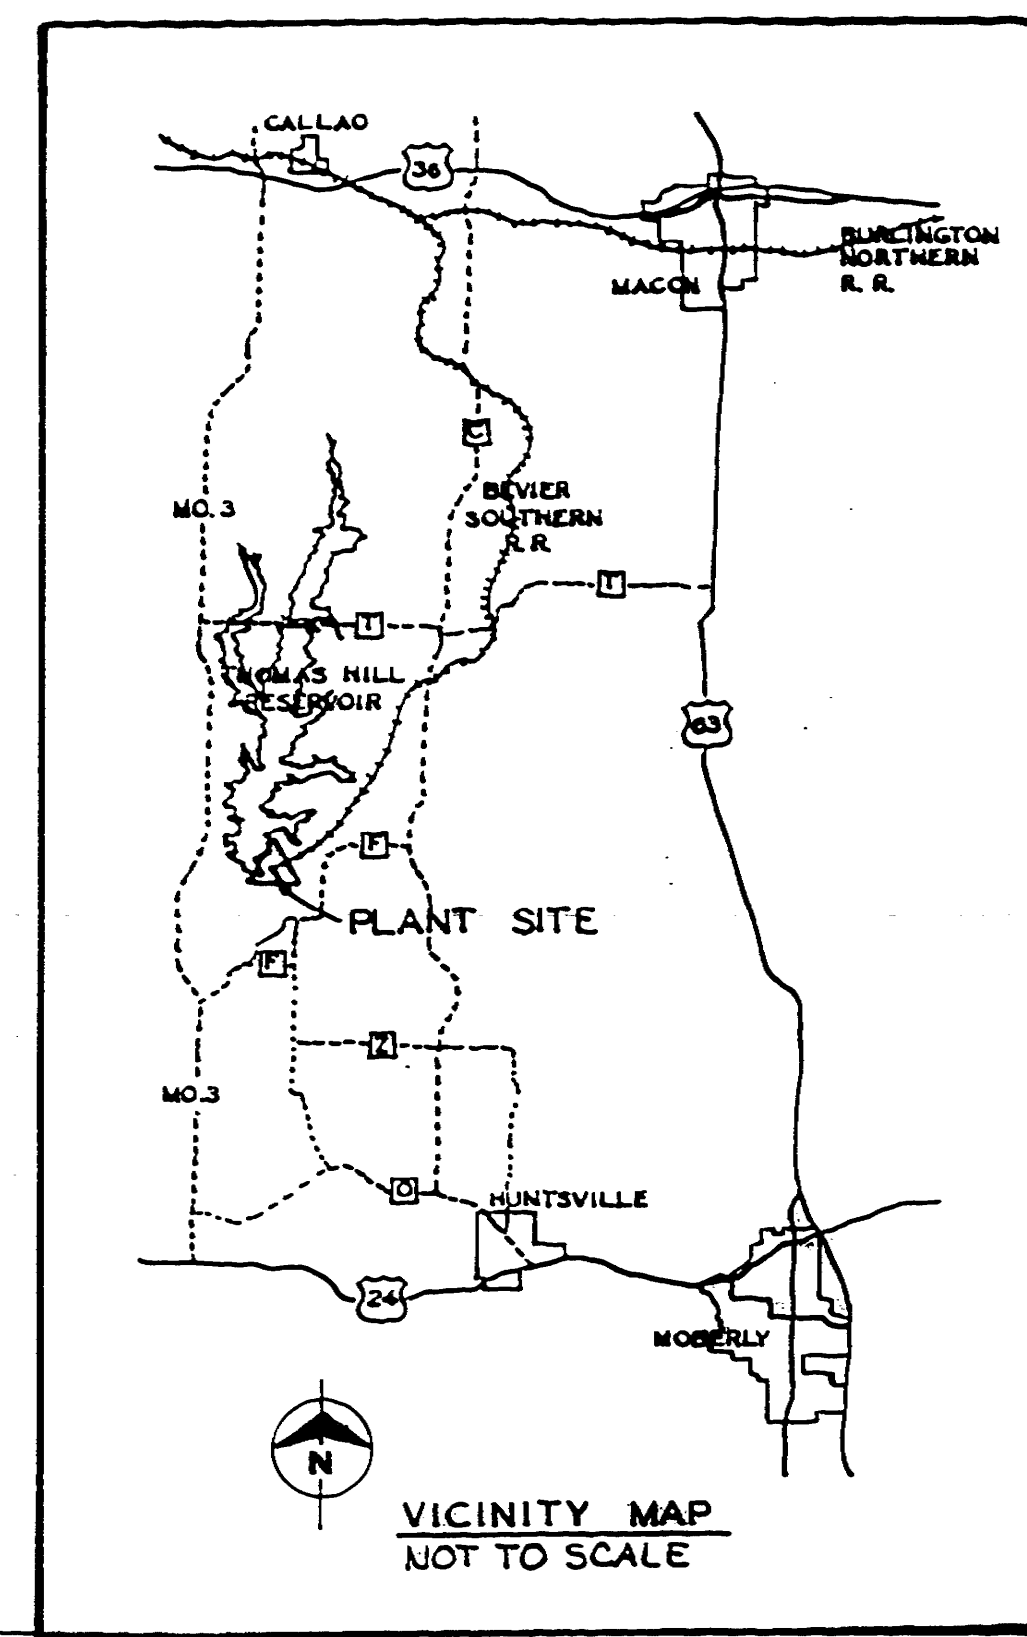 CALLAO
36
BURLINGTON
NORTHERN
R. R.
MACON
C
BEVIER
SOUTHERN
R.R.
MO. 3
T
T
THOMAS HILL
RESERVOIR
63
F
PLANT SITE
F
Z
MO.3
O
HUNTSVILLE
24
MOBERLY
N
VICINITY MAP
NOT TO SCALE